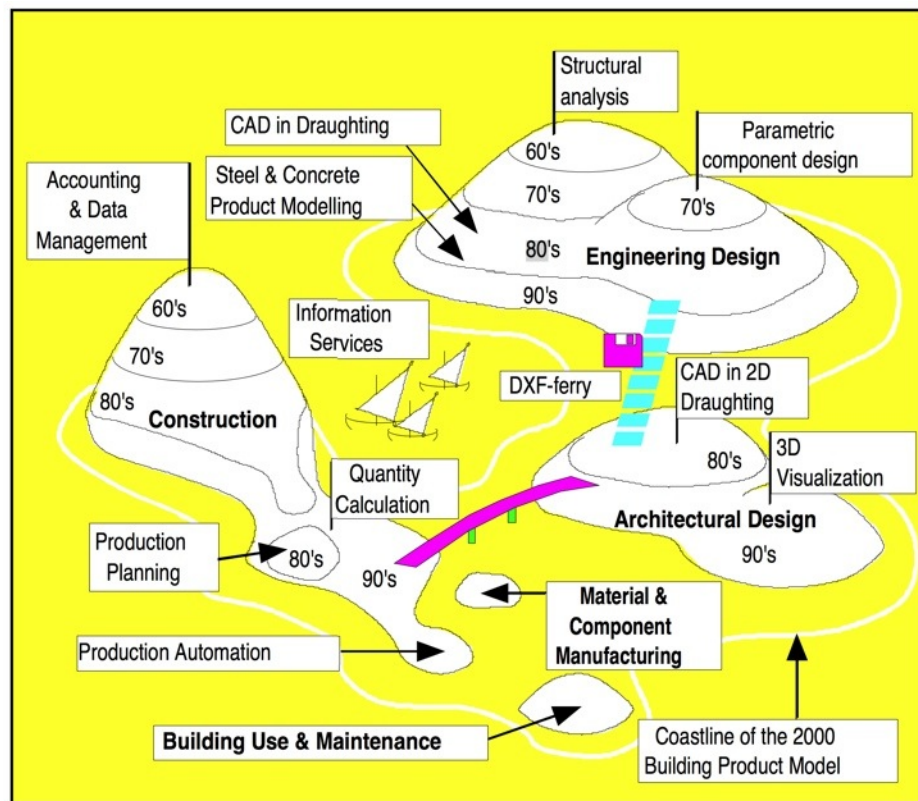 Structural
analysis
CAD in Draughting
Parametric
component design
Steel & Concrete
Product Modelling
Accounting
& Data
Management
60's
70's
80's
90's
70's
Engineering Design
60's
70's
80's
Construction
Information
Services
DXF-ferry
CAD in 2D
Draughting
80's
3D
Visualization
Architectural Design
90's
Quantity
Calculation
Production
Planning
80's
90's
Material &
Component
Manufacturing
Production Automation
Building Use & Maintenance
Coastline of the 2000
Building Product Model